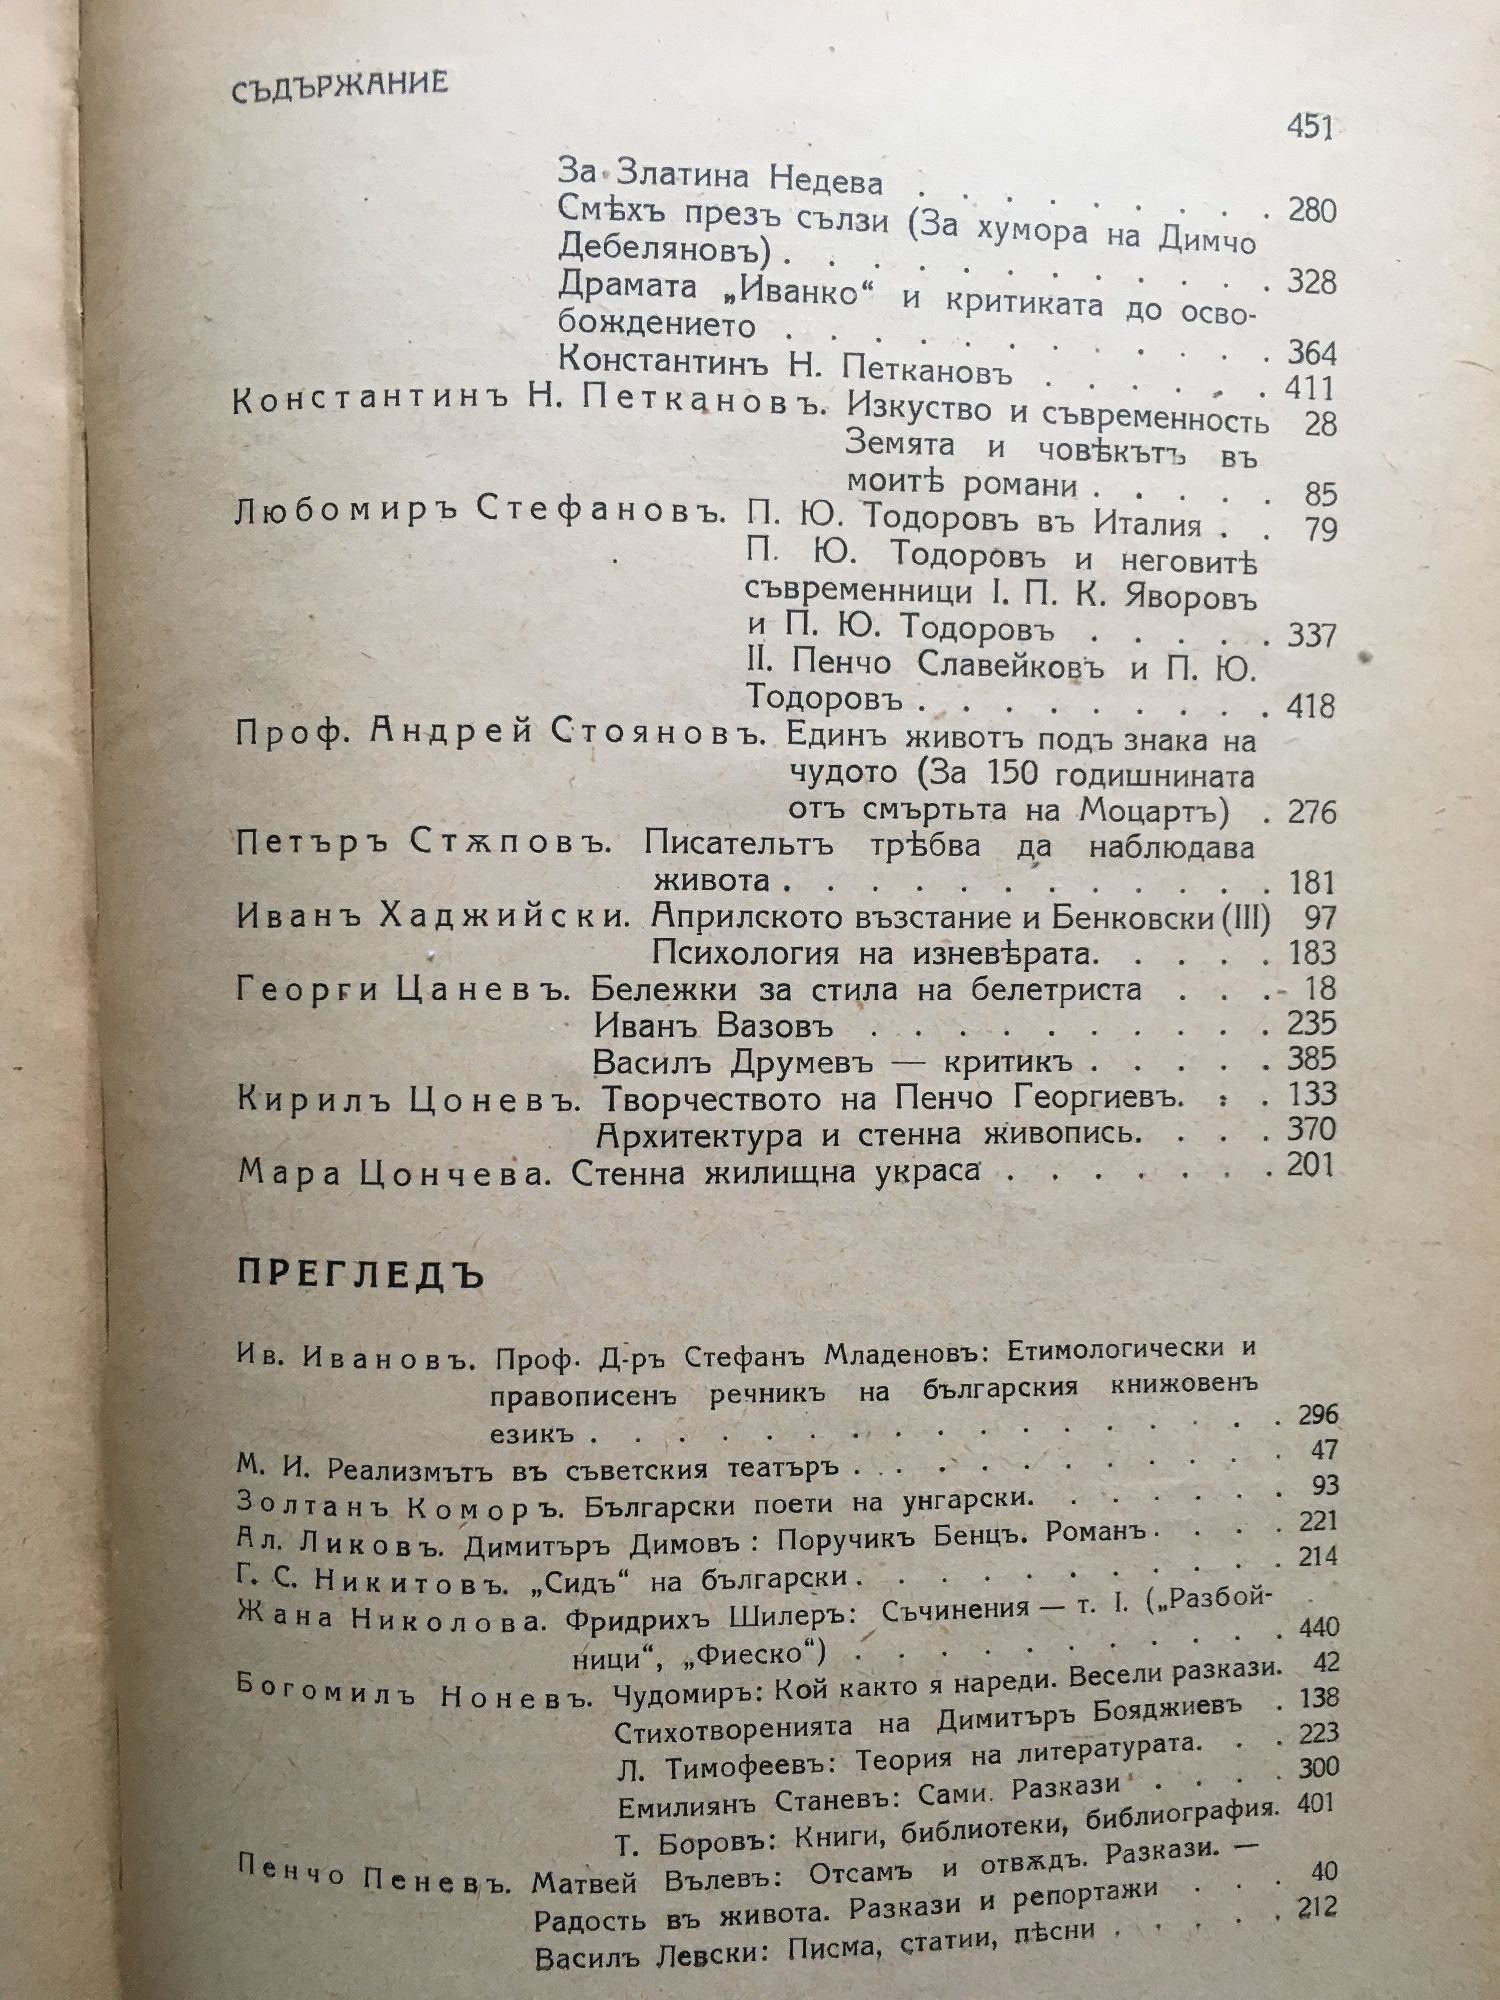 СЪДЪРЖАНИЕ
451
За Златина Недева . . . . . . . . . 280
Смѣхъ презъ сълзи (За хумора на Димчо
Дебеляновъ) . . . . . . . . . . . 328
Драмата „Иванко“ и критиката до осво-
бождението . . . . . . . . . . . 364
Константинъ Н. Петкановъ . . . . . . 411
Константинъ Н. Петкановъ. Изкуство и съвременность 28
Земята и човѣкътъ въ
моитѣ романи . . . . . 85
Любомиръ Стефановъ. П. Ю. Тодоровъ въ Италия . . 79
П. Ю. Тодоровъ и неговитѣ
съвременници I. П. К. Яворовъ
и П. Ю. Тодоровъ . . . . . 337
II. Пенчо Славейковъ и П. Ю.
Тодоровъ . . . . . . . . . 418
Проф. Андрей Стояновъ. Единъ животъ подъ знака на
чудото (За 150 годишнината
отъ смъртьта на Моцартъ) . 276
Петъръ Стѫповъ. Писательтъ трѣбва да наблюдава
живота . . . . . . . . . . . . 181
Иванъ Хаджийски. Априлското възстание и Бенковски (III) 97
Психология на изневѣрата. . . . . 183
Георги Цаневъ. Бележки за стила на белетриста . . . 18
Иванъ Вазовъ . . . . . . . . . . 235
Василъ Друмевъ — критикъ . . . . . 385
Кирилъ Цоневъ. Творчеството на Пенчо Георгиевъ. . . 133
Архитектура и стенна живопись. . . . 370
Мара Цончева. Стенна жилищна украса . . . . . . . 201
ПРЕГЛЕДЪ
Ив. Ивановъ. Проф. Д-ръ Стефанъ Младеновъ: Етимологически и
правописенъ речникъ на българския книжовенъ
езикъ . . . . . . . . . . . . . . . 296
М. И. Реализмътъ въ съветския театъръ . . . . . . . . . . 47
Золтанъ Коморъ. Български поети на унгарски. . . . . . . 93
Ал. Ликовъ. Димитъръ Димовъ : Поручикъ Бенцъ. Романъ . . . . 221
Г. С. Никитовъ. „Сидъ“ на български . . . . . . . . . 214
Жана Николова. Фридрихъ Шилеръ: Съчинения — т. I. („Разбой-
ници“, „Фиеско“) . . . . . . . . . . 440
БогомилъНоневъ. Чудомиръ: Кой както я нареди. Весели разкази. 42
Стихотворенията на Димитъръ Бояджиевъ . 138
Л. Тимофеевъ: Теория на литературата. . . 223
Емилиянъ Станевъ: Сами. Разкази . . . . 300
Т. Боровъ: Книги, библиотеки, библиография. 401
Пенчо Пеневъ. Матвей Вълевъ: Отсамъ и отвѫдъ. Разкази. —
Радость въ живота. Разкази и репортажи . . . 40
Василъ Левски: Писма, статии, пѣсни . . . . . 212